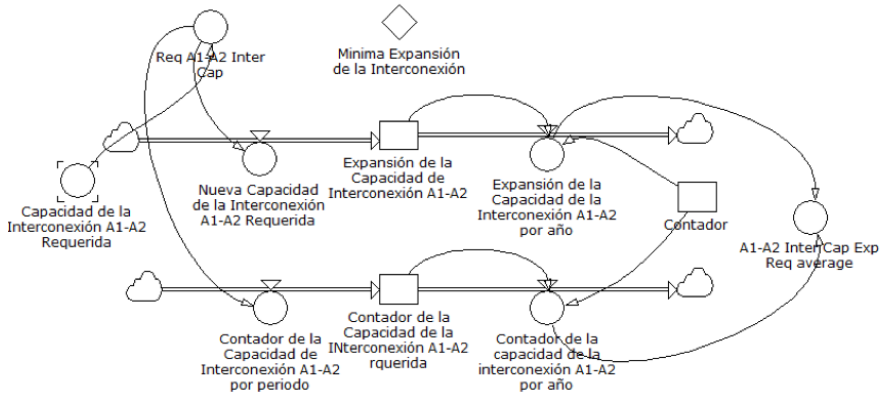 Req A1-A2 Inter
Cap
Minima Expansión
de la Interconexión
Capacidad de la
Interconexión A1-A2
Requerida
Nueva Capacidad
de la Interconexión
A1-A2 Requerida
Expansión de la
Capacidad de
Interconexión A1-A2
Expansión de la
Capacidad de la
Interconexión A1-A2
por año
Contador
A1-A2 Inter Cap Exp
Req average
Contador de la
Capacidad de
Interconexión A1-A2
por periodo
Contador de la
Capacidad de la
INterconexión A1-A2
rquerida
Contador de la
capacidad de la
interconexión A1-A2
por año